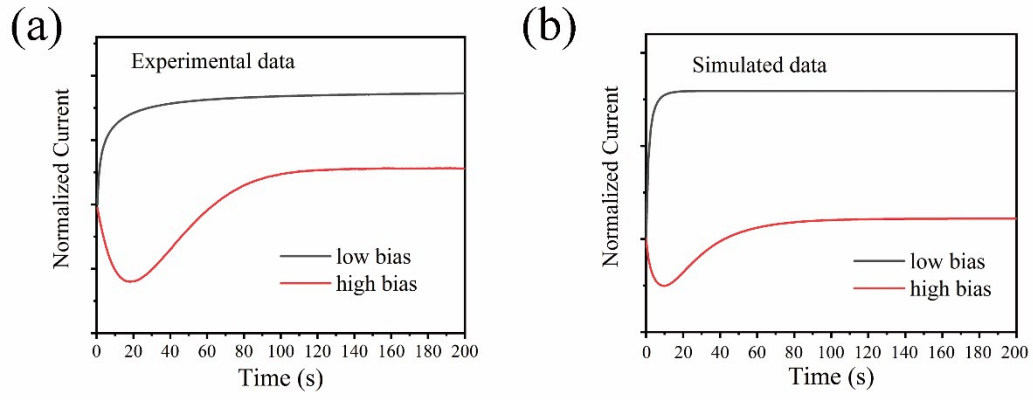 (a)
Experimental data
Normalized Current
low bias
high bias
0 20 40 60 80 100 120 140 160 180 200
Time (s)
(b)
Simulated data
Normalized Current
low bias
high bias
0 20 40 60 80 100 120 140 160 180 200
Time (s)